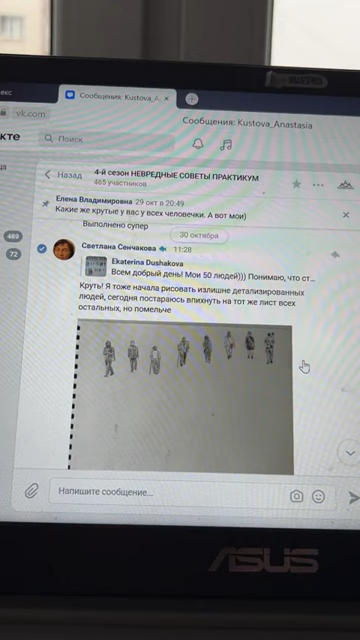 Сообщения: Kustova_A
vk.com
Сообщения: Kustova_Anastasia
Поиск
Назад
4-й сезон НЕВРЕДНЫЕ СОВЕТЫ ПРАКТИКУМ
465 участников
Елена Владимировна 29 окт в 20:49
Какие же крутые у вас у всех человечки. А вот мои)
Выполнено супер
30 октября
489
72
Светлана Сенчакова 11:28
Ekaterina Dushakova
Всем добрый день! Мои 50 людей))) Понимаю, что ст...
Круть! Я тоже начала рисовать излишне детализированных
людей, сегодня постараюсь впихнуть на тот же лист всех
остальных, но помельче
Напишите сообщение...
ASUS